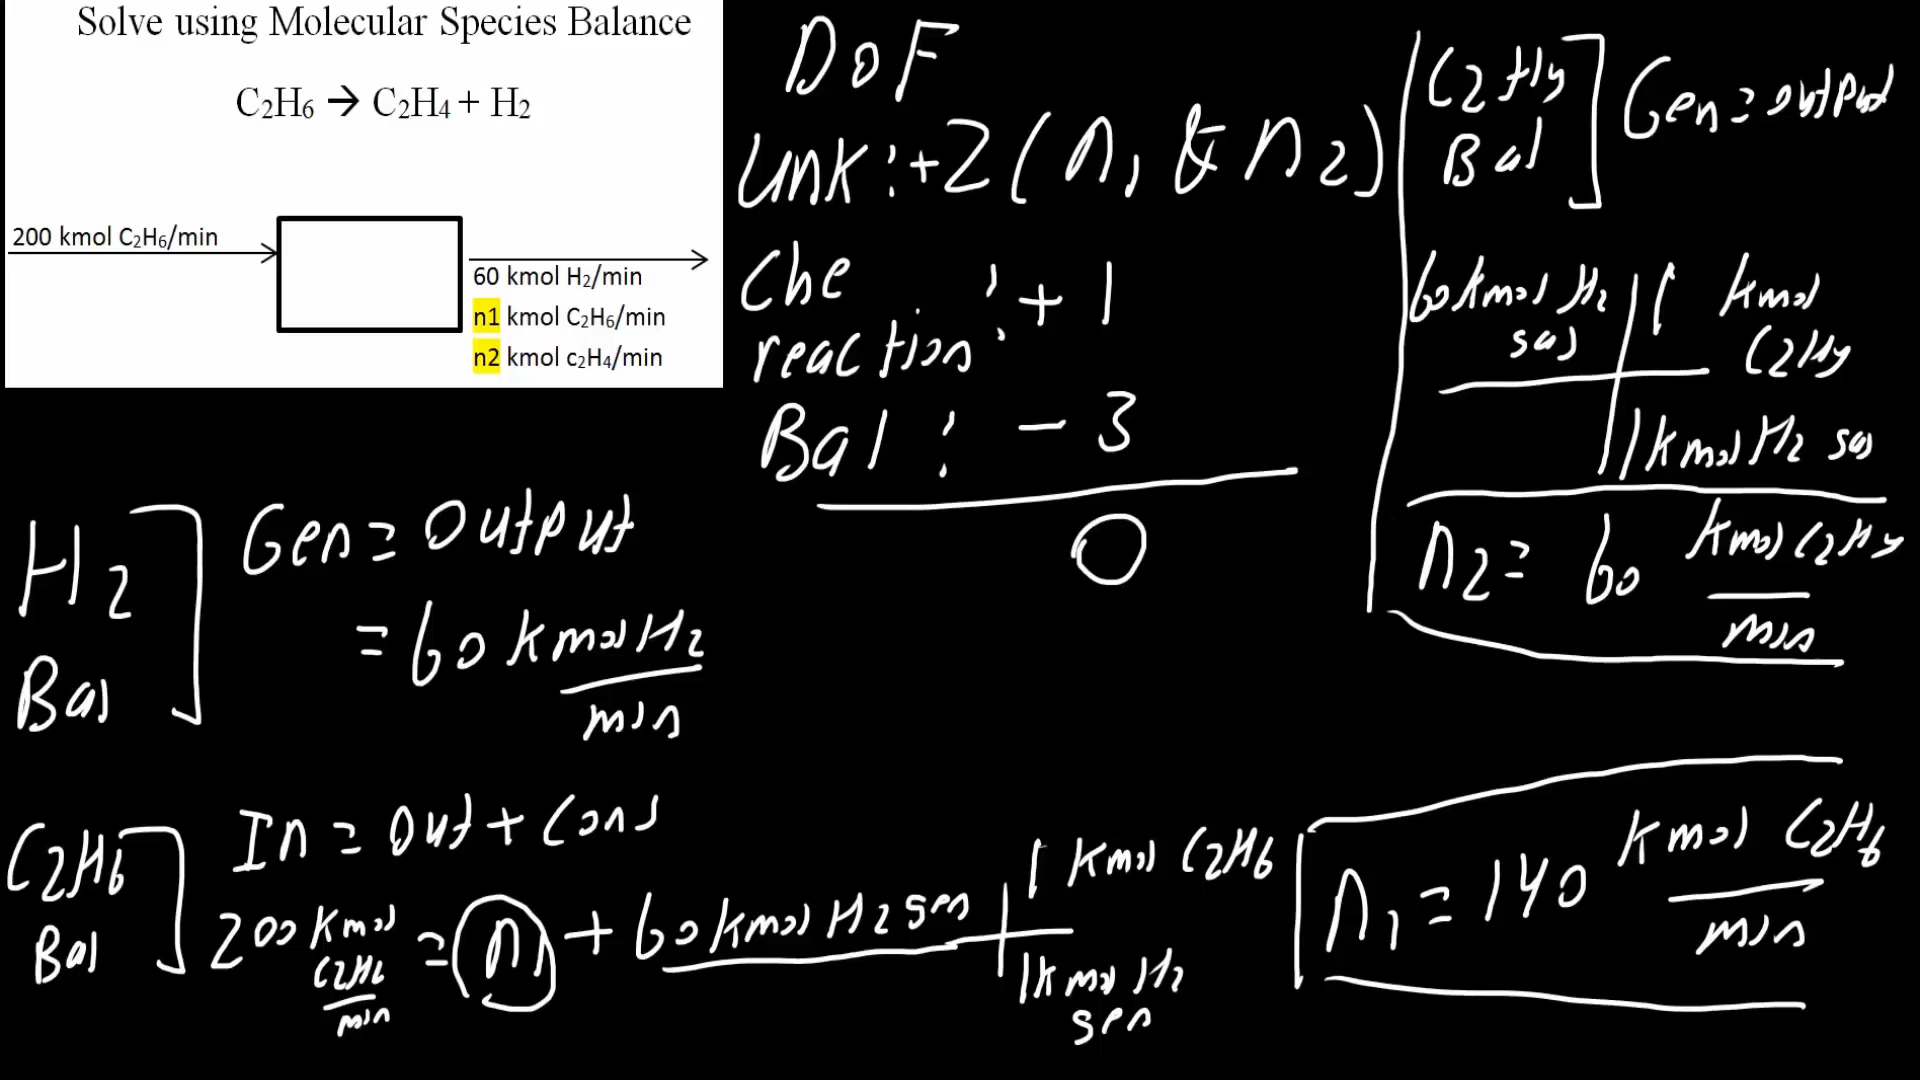 Solve using Molecular Species Balance
C₂H₆ → C₂H₄ + H₂
200 kmol C₂H₆/min
60 kmol H₂/min
n1 kmol C₂H₆/min
n2 kmol c₂H₄/min
DoF
Unk: +2 (n₁ & n₂)
Che reaction: +1
Bal: - 3
0
C₂H₄ Bal] Gen = output
60 kmol H₂ | 1 kmol C₂H₄
1 kmol H₂
n₂ = 60 kmol C₂H₄/min
H₂ Bal] Gen = Output
= 60 kmol H₂/min
C₂H₆ Bal] In = Out + Cons
200 kmol C₂H₆/min = n₁ + 60 kmol H₂ gen | 1 kmol C₂H₆
1 kmol H₂ gen
n₁ = 140 kmol C₂H₆/min